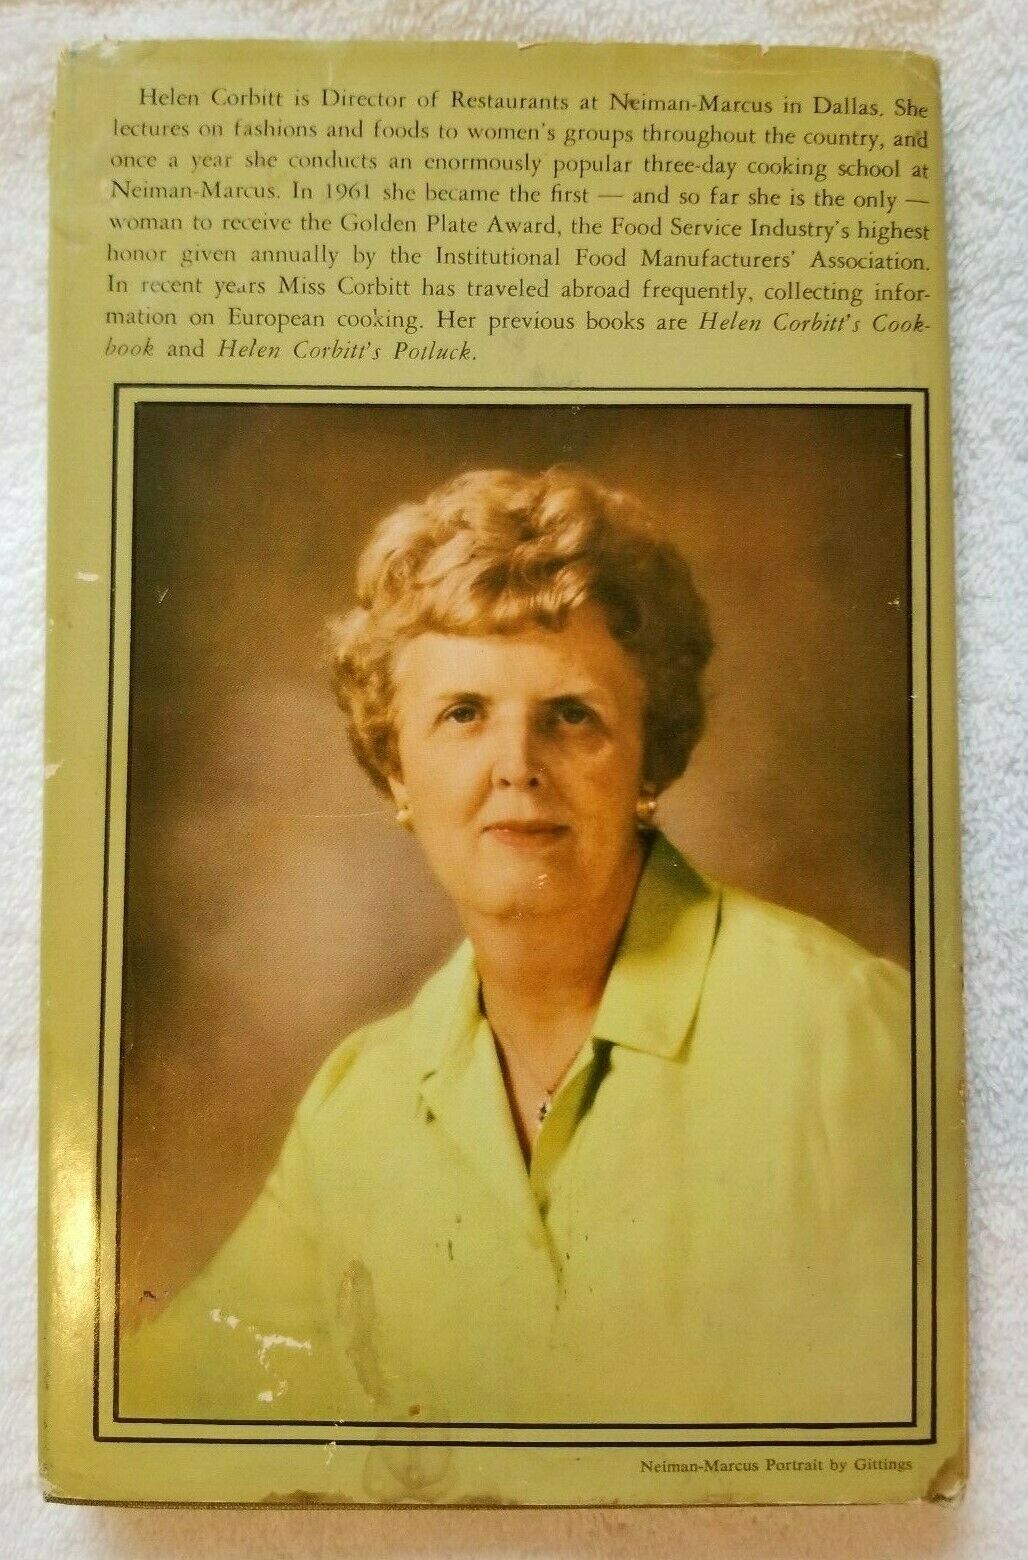 Helen Corbitt is Director of Restaurants at Neiman-Marcus in Dallas. She
lectures on fashions and foods to women's groups throughout the country, and
once a year she conducts an enormously popular three-day cooking school at
Neiman-Marcus. In 1961 she became the first — and so far she is the only —
woman to receive the Golden Plate Award, the Food Service Industry's highest
honor given annually by the Institutional Food Manufacturers' Association.
In recent years Miss Corbitt has traveled abroad frequently, collecting infor-
mation on European cooking. Her previous books are Helen Corbitt's Cook-
book and Helen Corbitt's Potluck.
Neiman-Marcus Portrait by Gittings